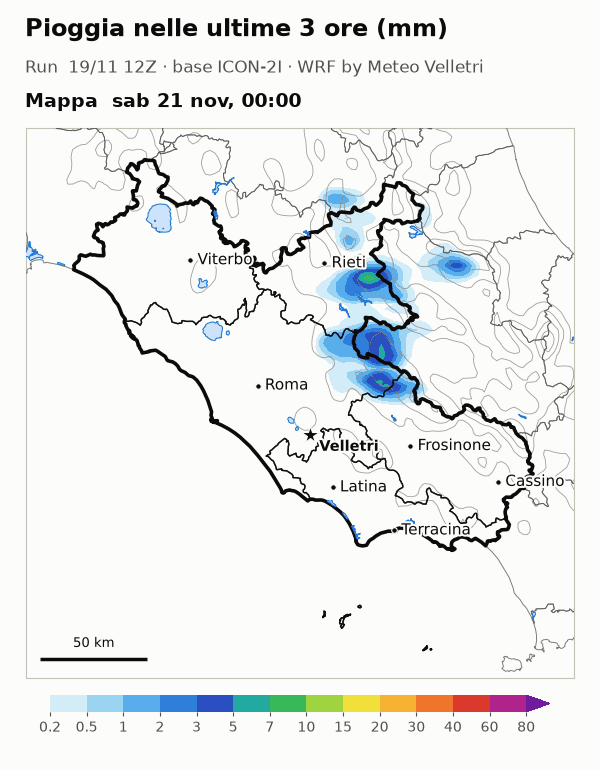 Pioggia nelle ultime 3 ore (mm)
Run  19/11 12Z · base ICON-2I · WRF by Meteo Velletri
Mappa  sab 21 nov, 00:00
Viterbo
Rieti
Roma
Velletri
Frosinone
Latina
Cassino
Terracina
50 km
0.2 0.5 1 2 3 5 7 10 15 20 30 40 60 80